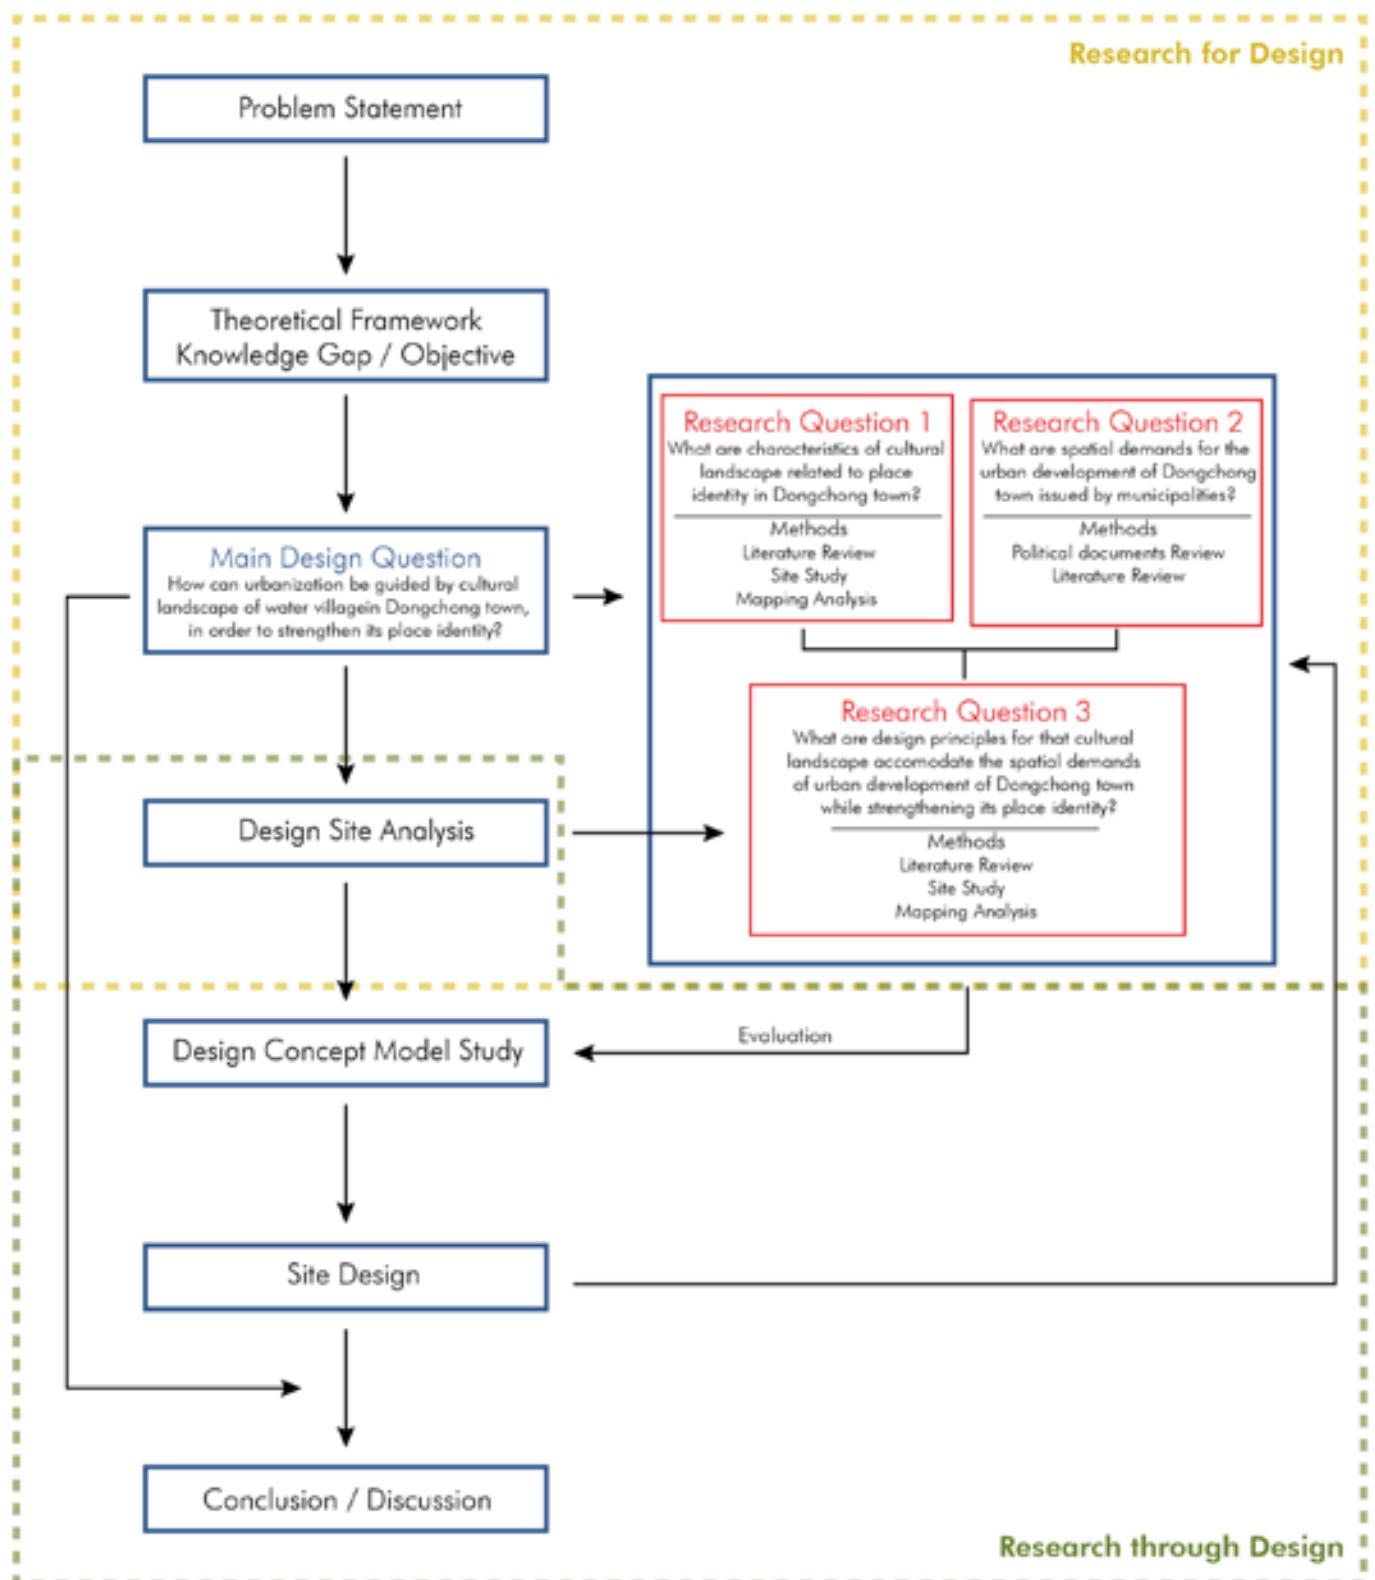 Research for Design
Problem Statement
Theoretical Framework
Knowledge Gap / Objective
Main Design Question
How can urbanization be guided by cultural
landscape of water villagein Dongchong town,
in order to strengthen its place identity?
Research Question 1
What are characteristics of cultural
landscape related to place
identity in Dongchong town?
Methods
Literature Review
Site Study
Mapping Analysis
Research Question 2
What are spatial demands for the
urban development of Dongchong
town issued by municipalities?
Methods
Political documents Review
Literature Review
Research Question 3
What are design principles for that cultural
landscape accomodate the spatial demands
of urban development of Dongchong town
while strengthening its place identity?
Methods
Literature Review
Site Study
Mapping Analysis
Design Site Analysis
Evaluation
Design Concept Model Study
Site Design
Conclusion / Discussion
Research through Design